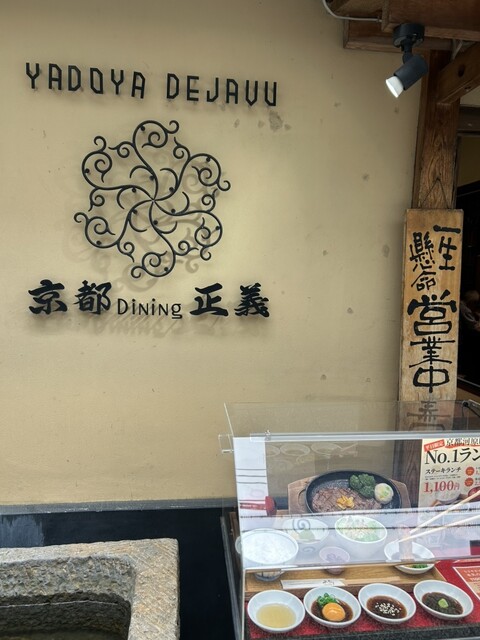 YADOYA DEJAVU
京都 Dining 正義
一生懸命営業中
No.1ラン
ステーキランチ
1,100円